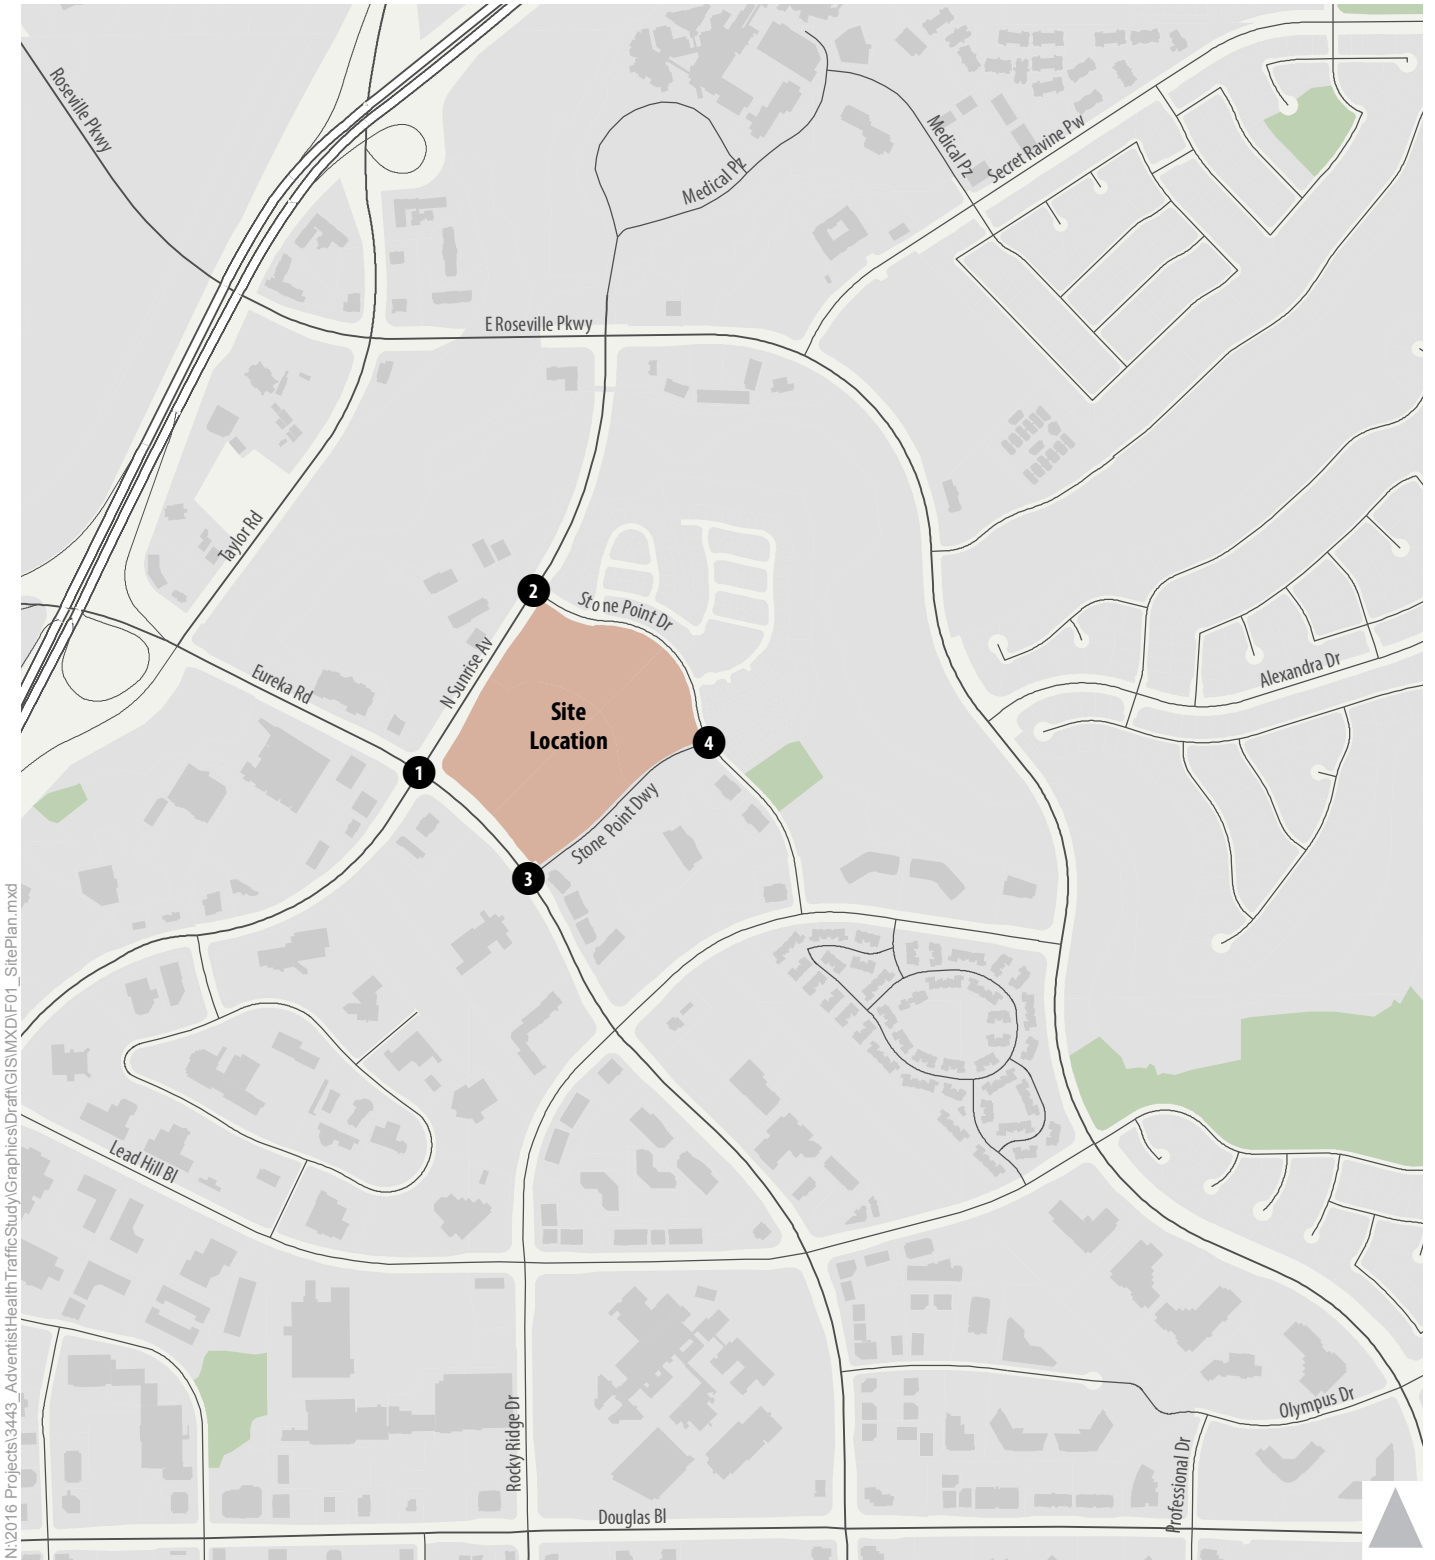 Roseville Pkwy
Medical Pz
Secret Ravine Pw
Medical Pz
E Roseville Pkwy
Taylor Rd
2
Stone Point Dr
N Sunrise Av
Eureka Rd
Alexandra Dr
Site
Location
4
1
Stone Point Dwy
3
Lead Hill Bl
Rocky Ridge Dr
Olympus Dr
Professional Dr
Douglas Bl
N:\2016 Projects\3443_AdventistHealthTrafficStudy\Graphics\Draft\GIS\MXD\F01_SitePlan.mxd